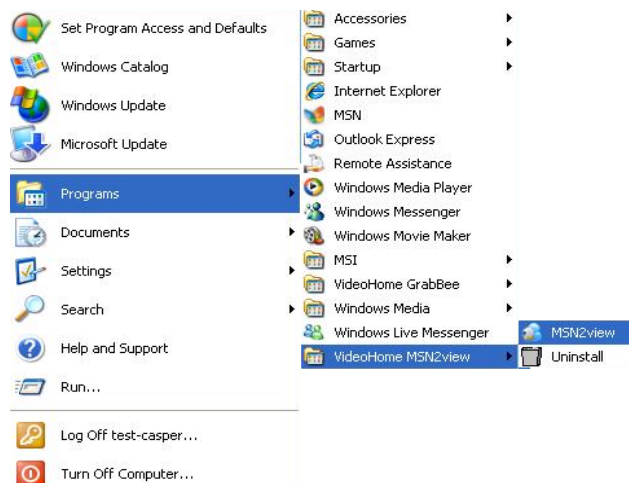 Set Program Access and Defaults
Windows Catalog
Windows Update
Microsoft Update
Programs
Documents
Settings
Search
Help and Support
Run...
Log Off test-casper...
Turn Off Computer...
Accessories
Games
Startup
Internet Explorer
MSN
Outlook Express
Remote Assistance
Windows Media Player
Windows Messenger
Windows Movie Maker
MSI
VideoHome GrabBee
Windows Media
Windows Live Messenger
VideoHome MSN2view
MSN2view
Uninstall